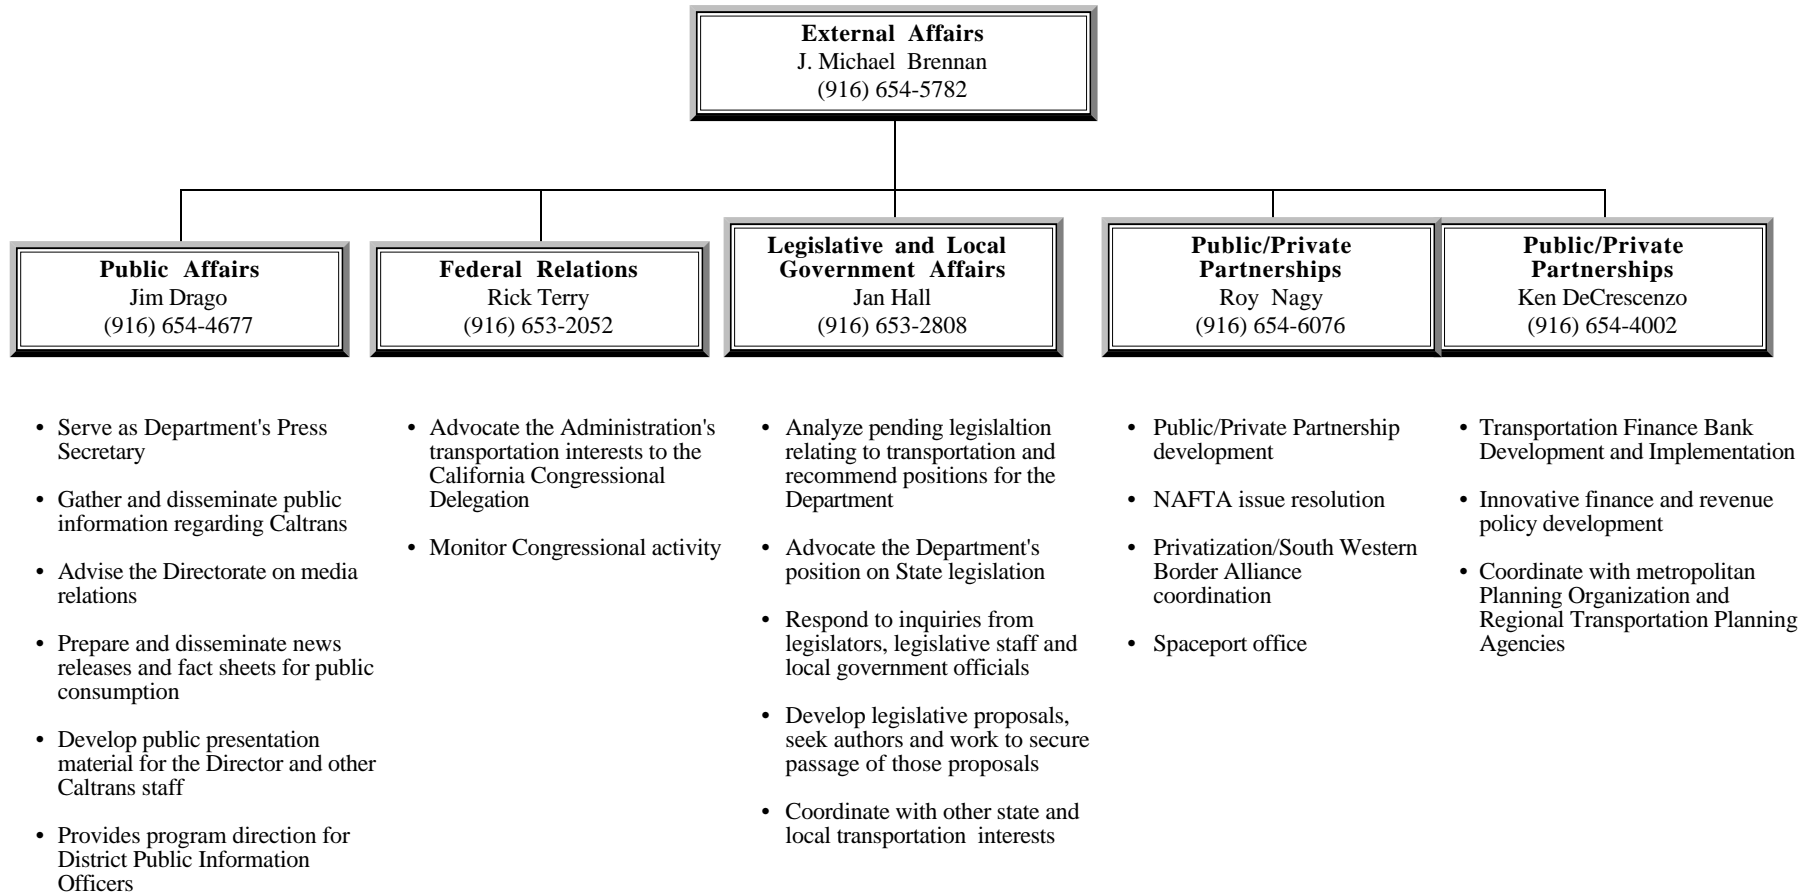 External Affairs
J. Michael Brennan
(916) 654-5782
Public Affairs
Jim Drago
(916) 654-4677
Federal Relations
Rick Terry
(916) 653-2052
Legislative and Local
Government Affairs
Jan Hall
(916) 653-2808
Public/Private
Partnerships
Roy Nagy
(916) 654-6076
Public/Private
Partnerships
Ken DeCrescenzo
(916) 654-4002
• Serve as Department's Press
Secretary
• Gather and disseminate public
information regarding Caltrans
• Advise the Directorate on media
relations
• Prepare and disseminate news
releases and fact sheets for public
consumption
• Develop public presentation
material for the Director and other
Caltrans staff
• Provides program direction for
District Public Information
Officers
• Advocate the Administration's
transportation interests to the
California Congressional
Delegation
• Monitor Congressional activity
• Analyze pending legislaltion
relating to transportation and
recommend positions for the
Department
• Advocate the Department's
position on State legislation
• Respond to inquiries from
legislators, legislative staff and
local government officials
• Develop legislative proposals,
seek authors and work to secure
passage of those proposals
• Coordinate with other state and
local transportation interests
• Public/Private Partnership
development
• NAFTA issue resolution
• Privatization/South Western
Border Alliance
coordination
• Spaceport office
• Transportation Finance Bank
Development and Implementation
• Innovative finance and revenue
policy development
• Coordinate with metropolitan
Planning Organization and
Regional Transportation Planning
Agencies